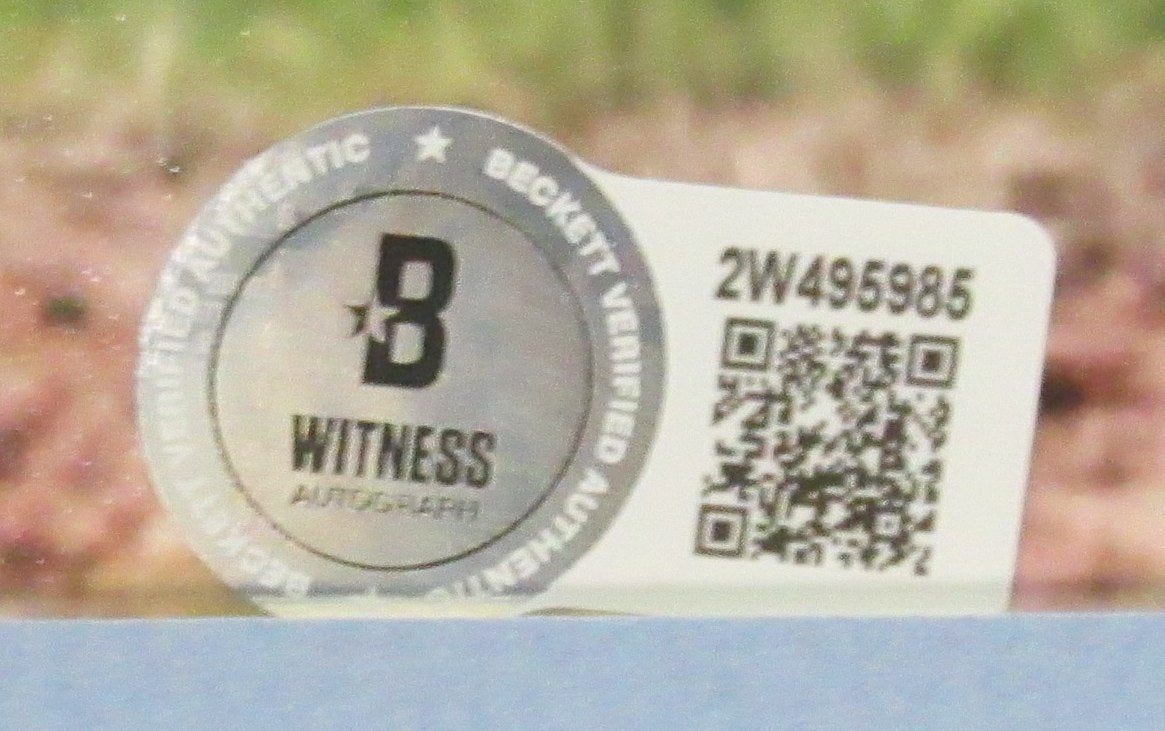 BECKETT VERIFIED AUTHENTIC
BECKETT VERIFIED AUTHENTIC
B
WITNESS
AUTOGRAPH
2W495985